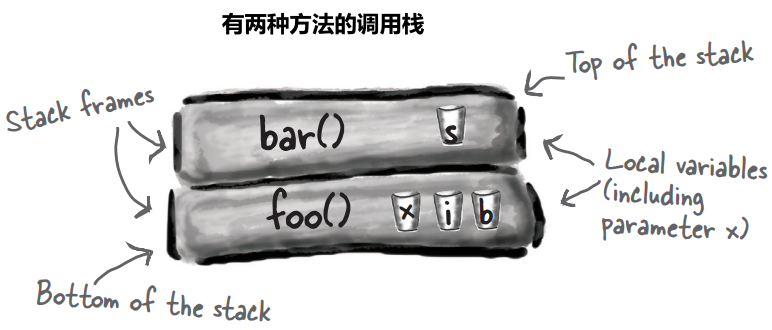 有两种方法的调用栈
Top of the stack
Stack frames
bar()
s
Local variables
(including
parameter x)
foo()
x i b
Bottom of the stack